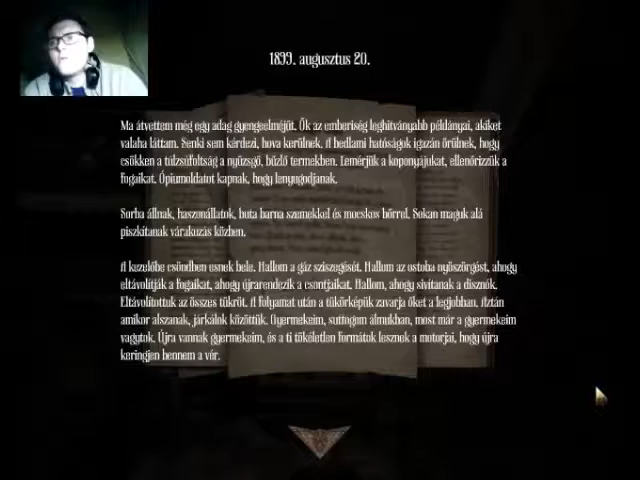 1899. augusztus 20.
Ma átvettem még egy adag gyengeelméjűt. Ők az emberiség leghitványabb példányai, akiket
valaha láttam. Senki sem kérdezi, hova kerülnek. A bedlami hatóságok igazán örülnek, hogy
csökken a túlzsúfoltság a nyüzsgő, bűzlő termekben. Lemérjük a koponyájukat, ellenőrizzük a
fogaikat. Ópiumoldatot kapnak, hogy lenyugodjanak.
Sorba állnak, haszonállatok, buta barna szemekkel és mocskos bőrrel. Sokan maguk alá
piszkítanak várakozás közben.
A kezelőbe csöndben esnek bele. Hallom a gáz sziszegését. Hallom az ostoba nyüszörgést, ahogy
eltávolítják a fogaikat, ahogy újrarendezik a csontjaikat. Hallom, ahogy sivítanak a disznók.
Eltávolítottuk az összes tükröt. A folyamat után a tükörképük zavarja őket a legjobban. Aztán
amikor alszanak, járkálok közöttük. Gyermekeim, suttogom álmukban, most már a gyermekeim
vagytok. Újra vannak gyermekeim, és a ti tökéletlen formátok lesznek a motorjai, hogy újra
keringjen bennem a vér.